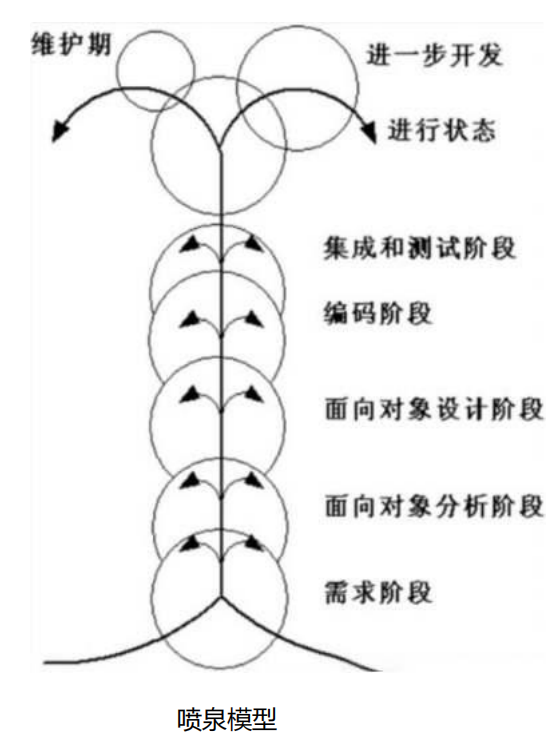 维护期
进一步开发
进行状态
集成和测试阶段
编码阶段
面向对象设计阶段
面向对象分析阶段
需求阶段
喷泉模型